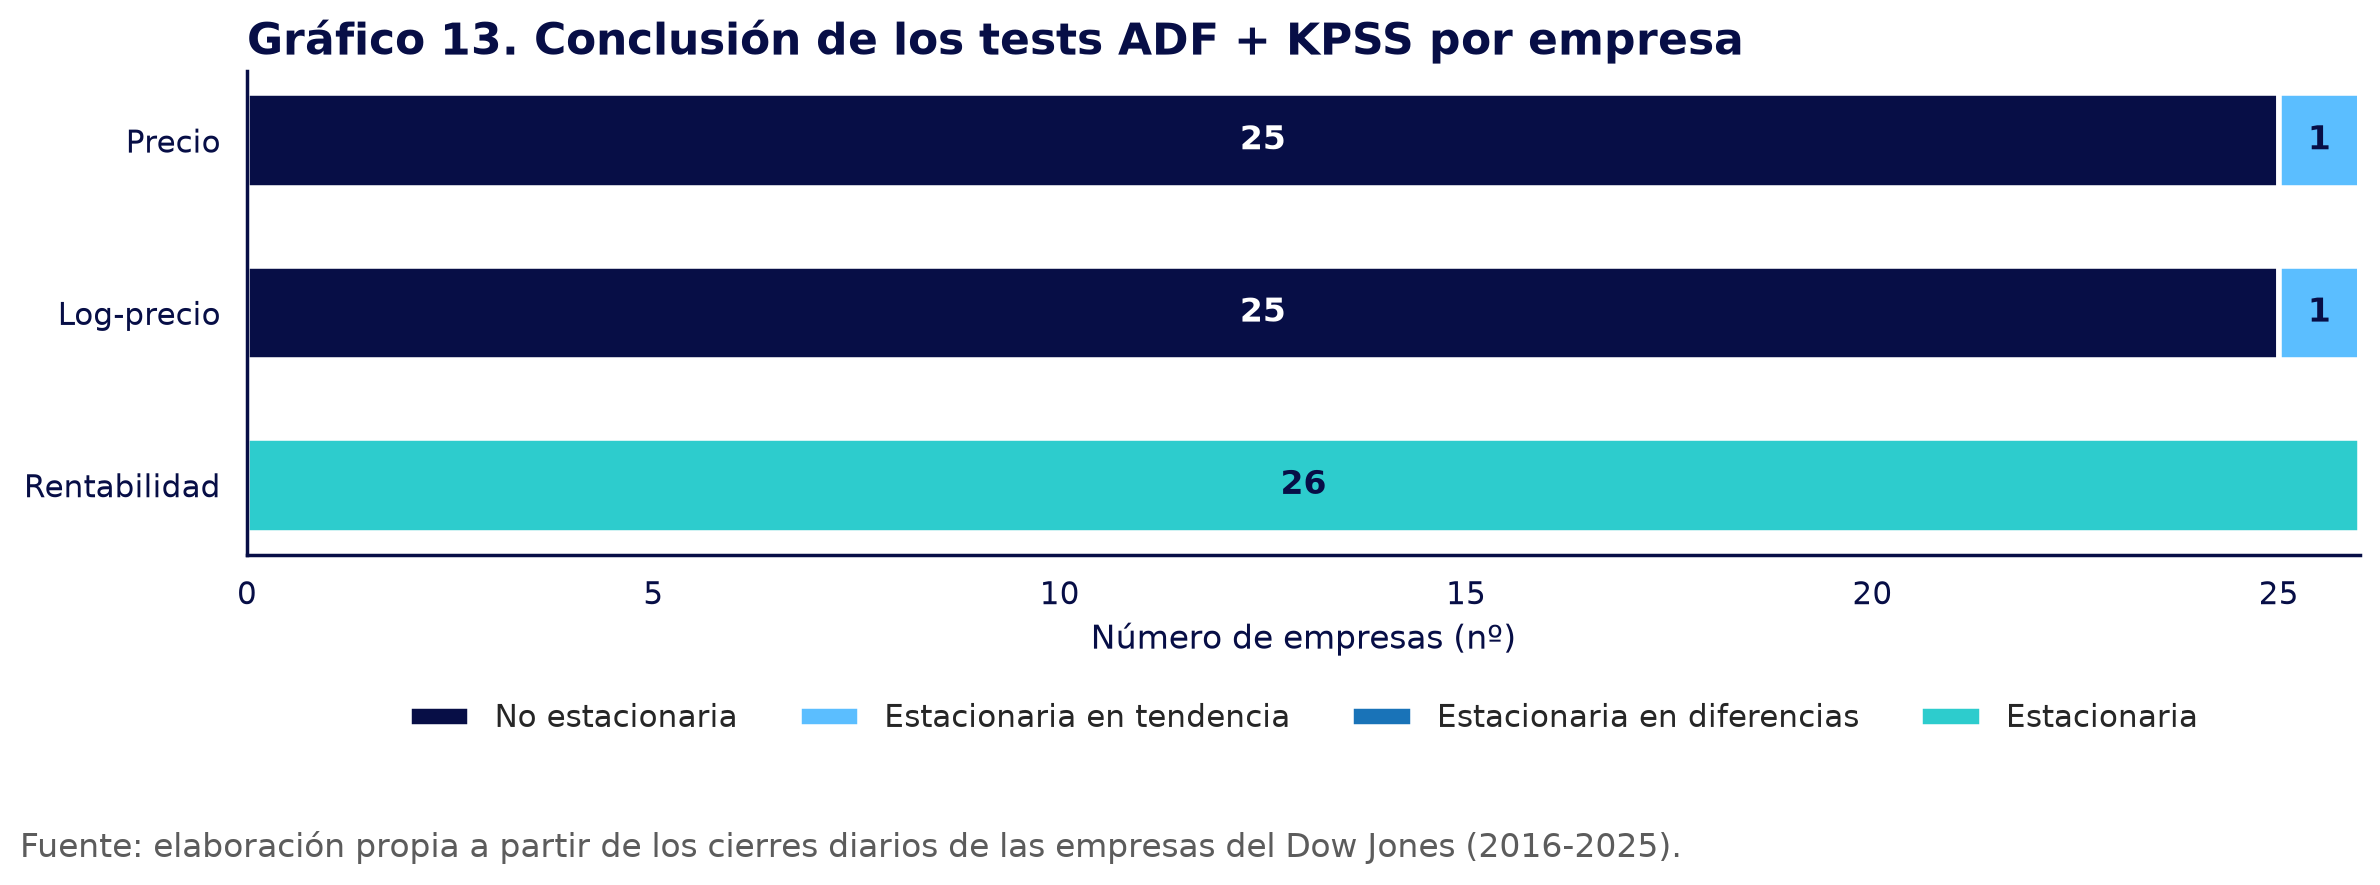 Gráfico 13. Conclusión de los tests ADF + KPSS por empresa
Precio
25
1
Log-precio
25
1
Rentabilidad
26
0 5 10 15 20 25
Número de empresas (nº)
No estacionaria Estacionaria en tendencia Estacionaria en diferencias Estacionaria
Fuente: elaboración propia a partir de los cierres diarios de las empresas del Dow Jones (2016-2025).